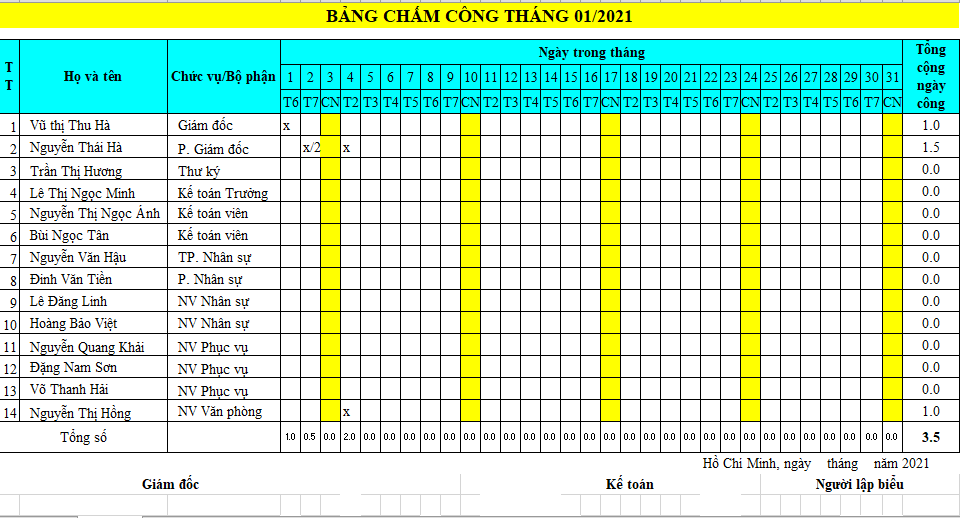 BẢNG CHẤM CÔNG THÁNG 01/2021
TT Họ và tên Chức vụ/Bộ phận Ngày trong tháng Tổng cộng ngày công
1 2 3 4 5 6 7 8 9 10 11 12 13 14 15 16 17 18 19 20 21 22 23 24 25 26 27 28 29 30 31
T6 T7 CN T2 T3 T4 T5 T6 T7 CN T2 T3 T4 T5 T6 T7 CN T2 T3 T4 T5 T6 T7 CN T2 T3 T4 T5 T6 T7 CN
1 Vũ thị Thu Hà Giám đốc x 1.0
2 Nguyễn Thái Hà P. Giám đốc x/2 x 1.5
3 Trần Thị Hương Thư ký 0.0
4 Lê Thị Ngọc Minh Kế toán Trưởng 0.0
5 Nguyễn Thị Ngọc Ánh Kế toán viên 0.0
6 Bùi Ngọc Tân Kế toán viên 0.0
7 Nguyễn Văn Hậu TP. Nhân sự 0.0
8 Đinh Văn Tiền P. Nhân sự 0.0
9 Lê Đăng Linh NV Nhân sự 0.0
10 Hoàng Bảo Việt NV Nhân sự 0.0
11 Nguyễn Quang Khải NV Phục vụ 0.0
12 Đặng Nam Sơn NV Phục vụ 0.0
13 Võ Thanh Hải NV Phục vụ 0.0
14 Nguyễn Thị Hồng NV Văn phòng x 1.0
Tổng số 1.0 0.5 0.0 2.0 0.0 0.0 0.0 0.0 0.0 0.0 0.0 0.0 0.0 0.0 0.0 0.0 0.0 0.0 0.0 0.0 0.0 0.0 0.0 0.0 0.0 0.0 0.0 0.0 0.0 0.0 0.0 3.5
Hồ Chí Minh, ngày tháng năm 2021
Giám đốc Kế toán Người lập biểu